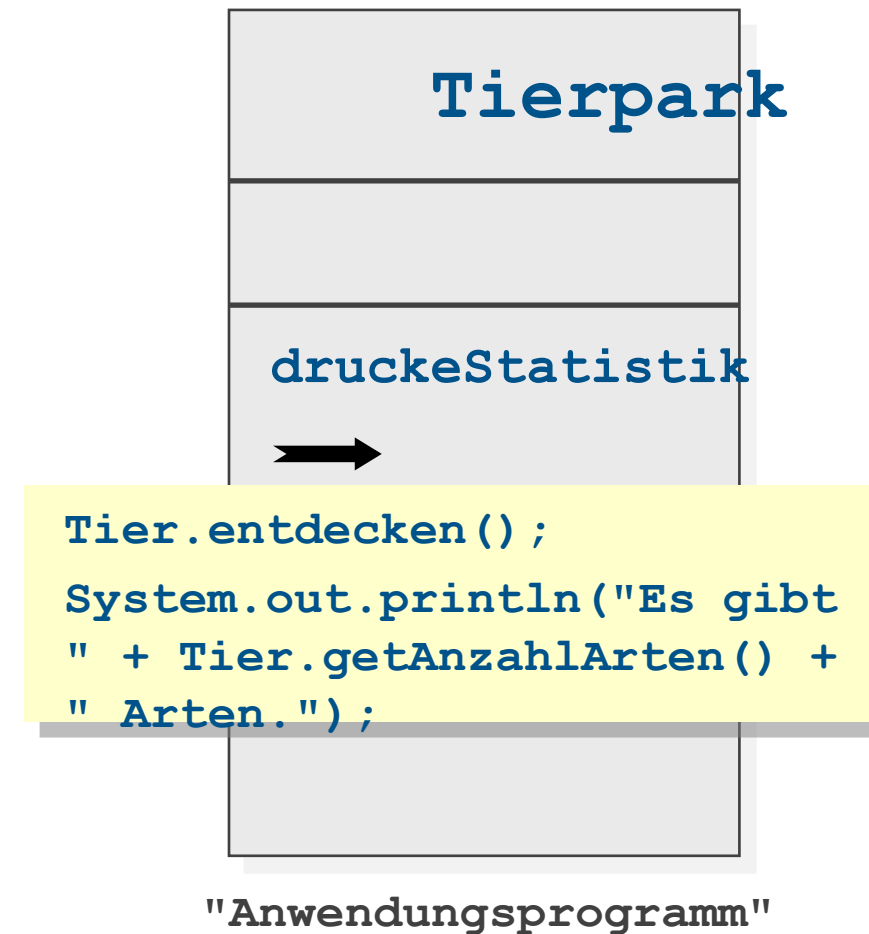 Tierpark
druckeStatistik
Tier.entdecken();
System.out.println("Es gibt
" + Tier.getAnzahlArten() +
" Arten.");
"Anwendungsprogramm"